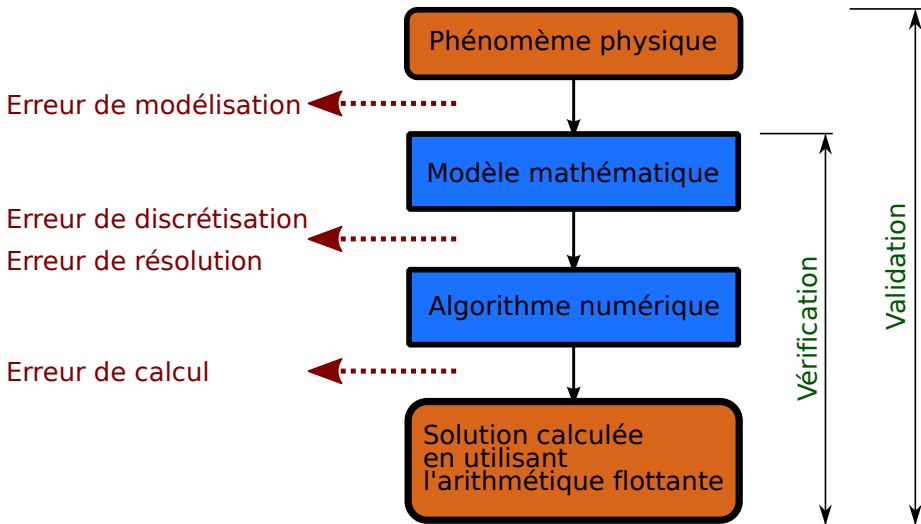 Phénomème physique
Erreur de modélisation
Modèle mathématique
Erreur de discrétisation
Erreur de résolution
Algorithme numérique
Erreur de calcul
Solution calculée
en utilisant
l'arithmétique flottante
Vérification
Validation